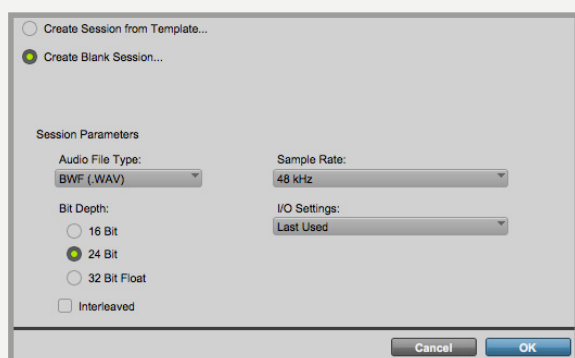 Create Session from Template...
Create Blank Session...
Session Parameters
Audio File Type:
BWF (.WAV)
Sample Rate:
48 kHz
Bit Depth:
16 Bit
24 Bit
32 Bit Float
I/O Settings:
Last Used
Interleaved
Cancel
OK